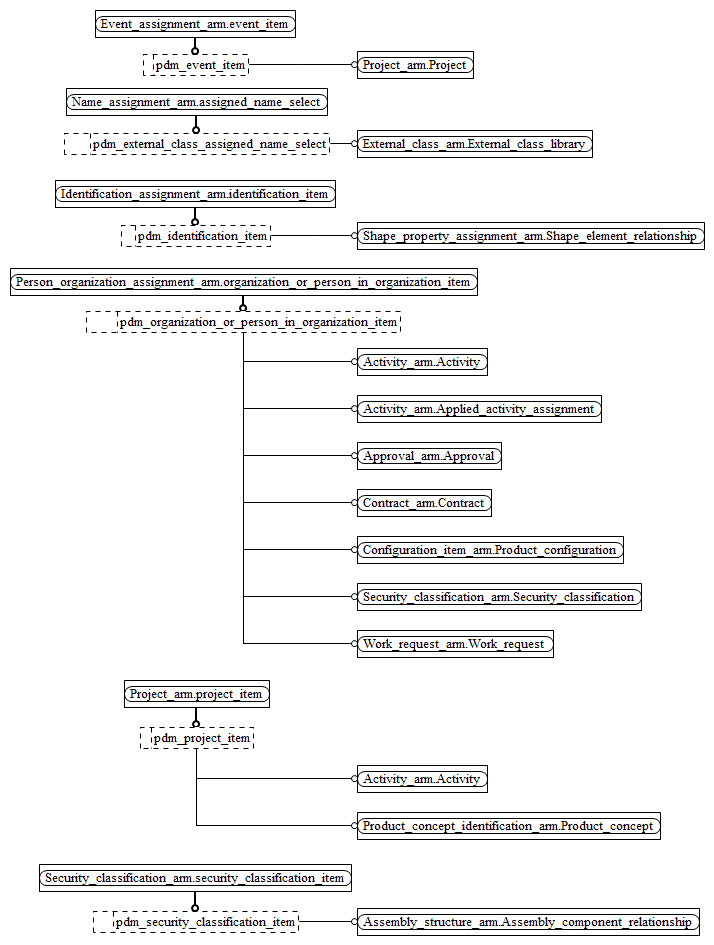 Event_assignment_arm.event_item
pdm_event_item
Project_arm.Project
Name_assignment_arm.assigned_name_select
pdm_external_class_assigned_name_select
External_class_arm.External_class_library
Identification_assignment_arm.identification_item
pdm_identification_item
Shape_property_assignment_arm.Shape_element_relationship
Person_organization_assignment_arm.organization_or_person_in_organization_item
pdm_organization_or_person_in_organization_item
Activity_arm.Activity
Activity_arm.Applied_activity_assignment
Approval_arm.Approval
Contract_arm.Contract
Configuration_item_arm.Product_configuration
Security_classification_arm.Security_classification
Work_request_arm.Work_request
Project_arm.project_item
pdm_project_item
Activity_arm.Activity
Product_concept_identification_arm.Product_concept
Security_classification_arm.security_classification_item
pdm_security_classification_item
Assembly_structure_arm.Assembly_component_relationship